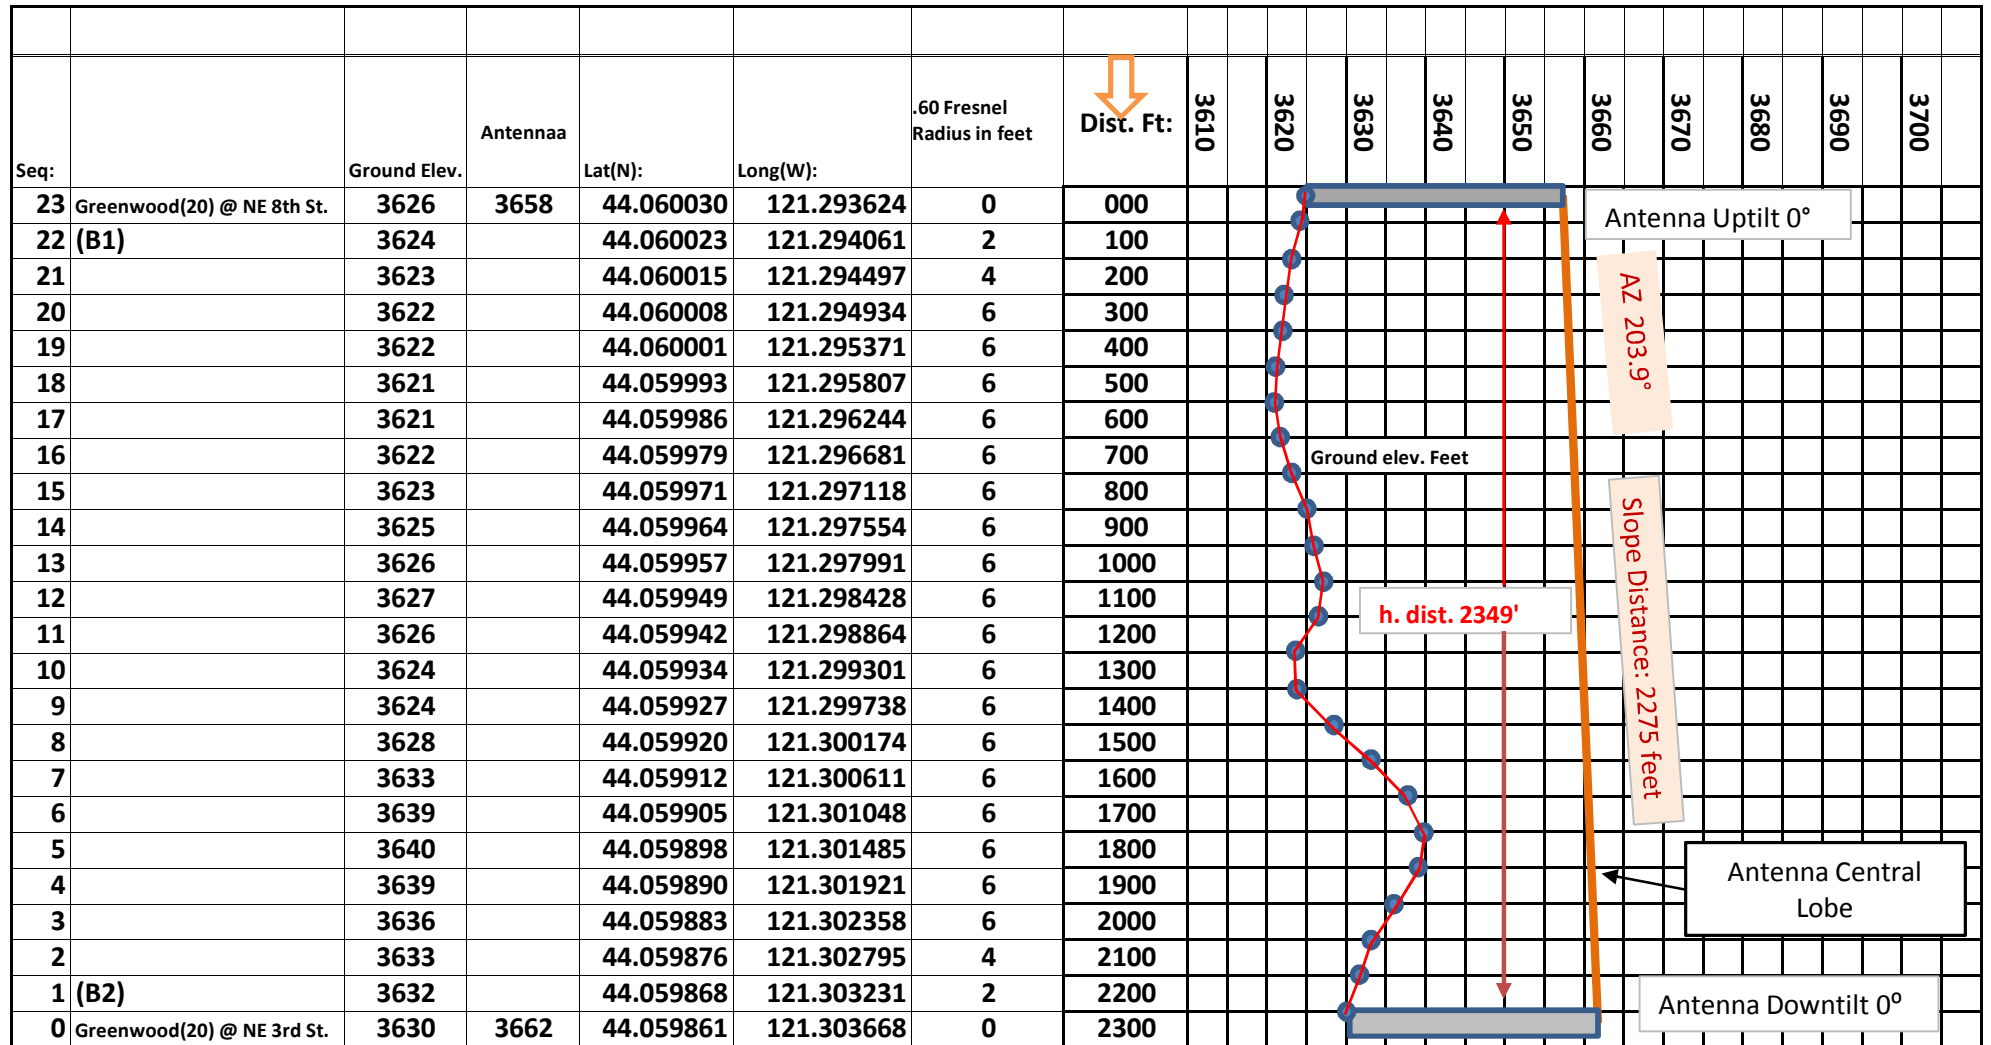 .60 Fresnel
Radius in feet
Antennaa
Dist. Ft:
3610 3620 3630 3640 3650 3660 3670 3680 3690 3700
Seq: Ground Elev. Lat(N): Long(W):
23 Greenwood(20) @ NE 8th St. 3626 3658 44.060030 121.293624 0 000
Antenna Uptilt 0°
22 (B1) 3624 44.060023 121.294061 2 100
21 3623 44.060015 121.294497 4 200
20 3622 44.060008 121.294934 6 300
AZ 203.9°
19 3622 44.060001 121.295371 6 400
18 3621 44.059993 121.295807 6 500
17 3621 44.059986 121.296244 6 600
16 3622 44.059979 121.296681 6 700
Ground elev. Feet
15 3623 44.059971 121.297118 6 800
14 3625 44.059964 121.297554 6 900
13 3626 44.059957 121.297991 6 1000
Slope Distance: 2275 feet
12 3627 44.059949 121.298428 6 1100
h. dist. 2349'
11 3626 44.059942 121.298864 6 1200
10 3624 44.059934 121.299301 6 1300
9 3624 44.059927 121.299738 6 1400
8 3628 44.059920 121.300174 6 1500
7 3633 44.059912 121.300611 6 1600
6 3639 44.059905 121.301048 6 1700
5 3640 44.059898 121.301485 6 1800
4 3639 44.059890 121.301921 6 1900
Antenna Central
Lobe
3 3636 44.059883 121.302358 6 2000
2 3633 44.059876 121.302795 4 2100
1 (B2) 3632 44.059868 121.303231 2 2200
Antenna Downtilt 0⁰
0 Greenwood(20) @ NE 3rd St. 3630 3662 44.059861 121.303668 0 2300